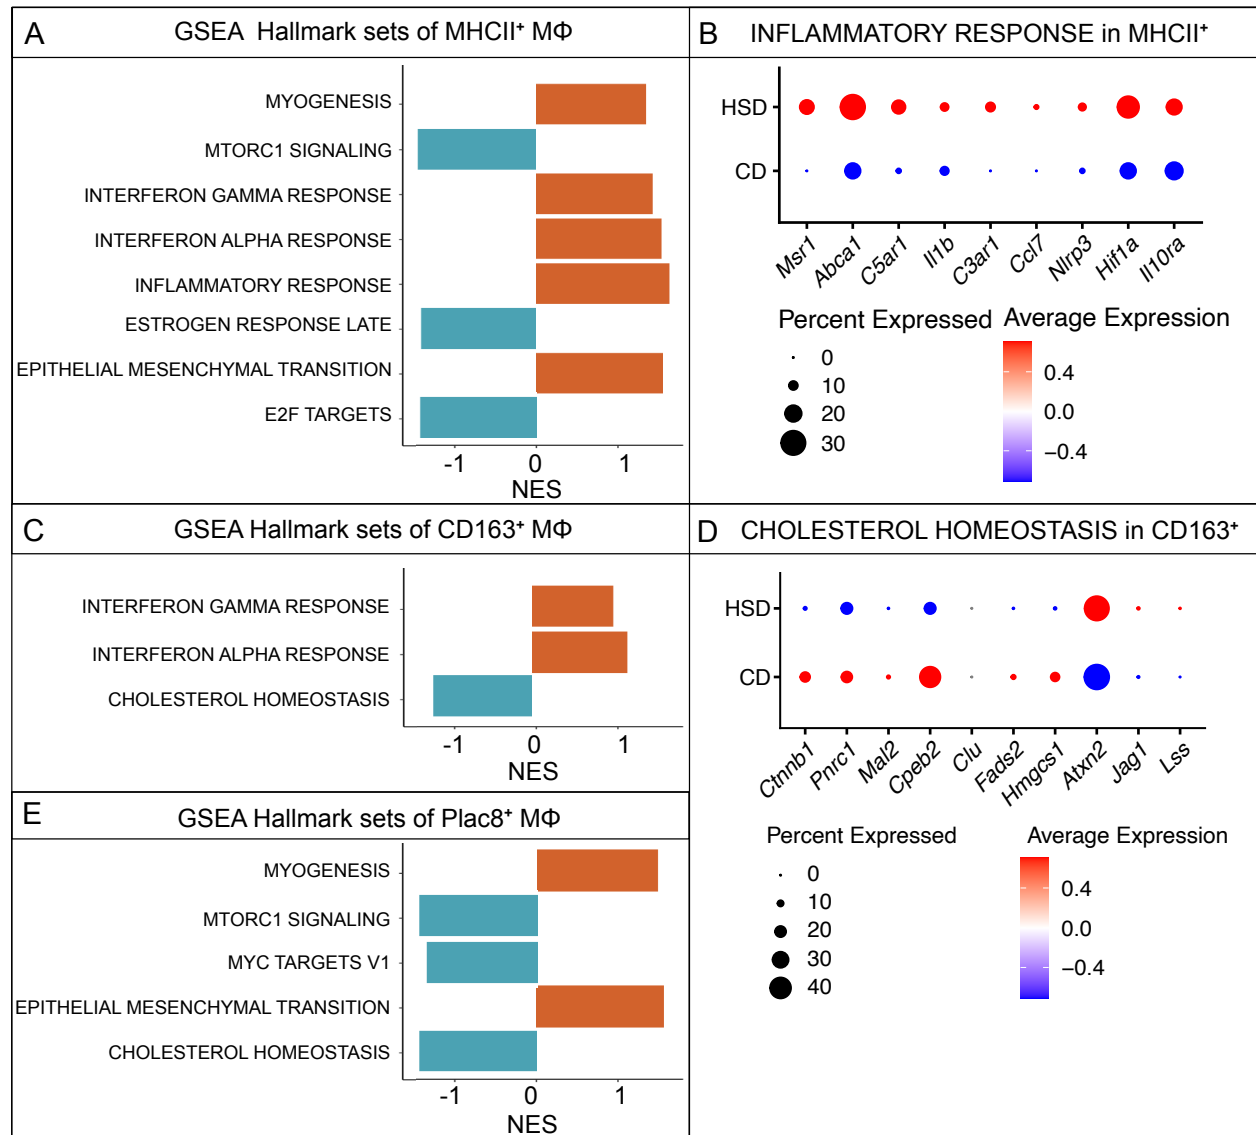 A
GSEA Hallmark sets of MHCII⁺ MΦ
MYOGENESIS
MTORC1 SIGNALING
INTERFERON GAMMA RESPONSE
INTERFERON ALPHA RESPONSE
INFLAMMATORY RESPONSE
ESTROGEN RESPONSE LATE
EPITHELIAL MESENCHYMAL TRANSITION
E2F TARGETS
-1 0 1
NES
B
INFLAMMATORY RESPONSE in MHCII⁺
HSD
CD
Msr1 Abca1 C5ar1 Il1b C3ar1 Ccl7 Nlrp3 Hif1a Il10ra
Percent Expressed
0
10
20
30
Average Expression
0.4
0.0
−0.4
C
GSEA Hallmark sets of CD163⁺ MΦ
INTERFERON GAMMA RESPONSE
INTERFERON ALPHA RESPONSE
CHOLESTEROL HOMEOSTASIS
-1 0 1
NES
D
CHOLESTEROL HOMEOSTASIS in CD163⁺
HSD
CD
Ctnnb1 Pnrc1 Mal2 Cpeb2 Clu Fads2 Hmgcs1 Atxn2 Jag1 Lss
Percent Expressed
0
10
20
30
40
Average Expression
0.4
0.0
−0.4
E
GSEA Hallmark sets of Plac8⁺ MΦ
MYOGENESIS
MTORC1 SIGNALING
MYC TARGETS V1
EPITHELIAL MESENCHYMAL TRANSITION
CHOLESTEROL HOMEOSTASIS
-1 0 1
NES